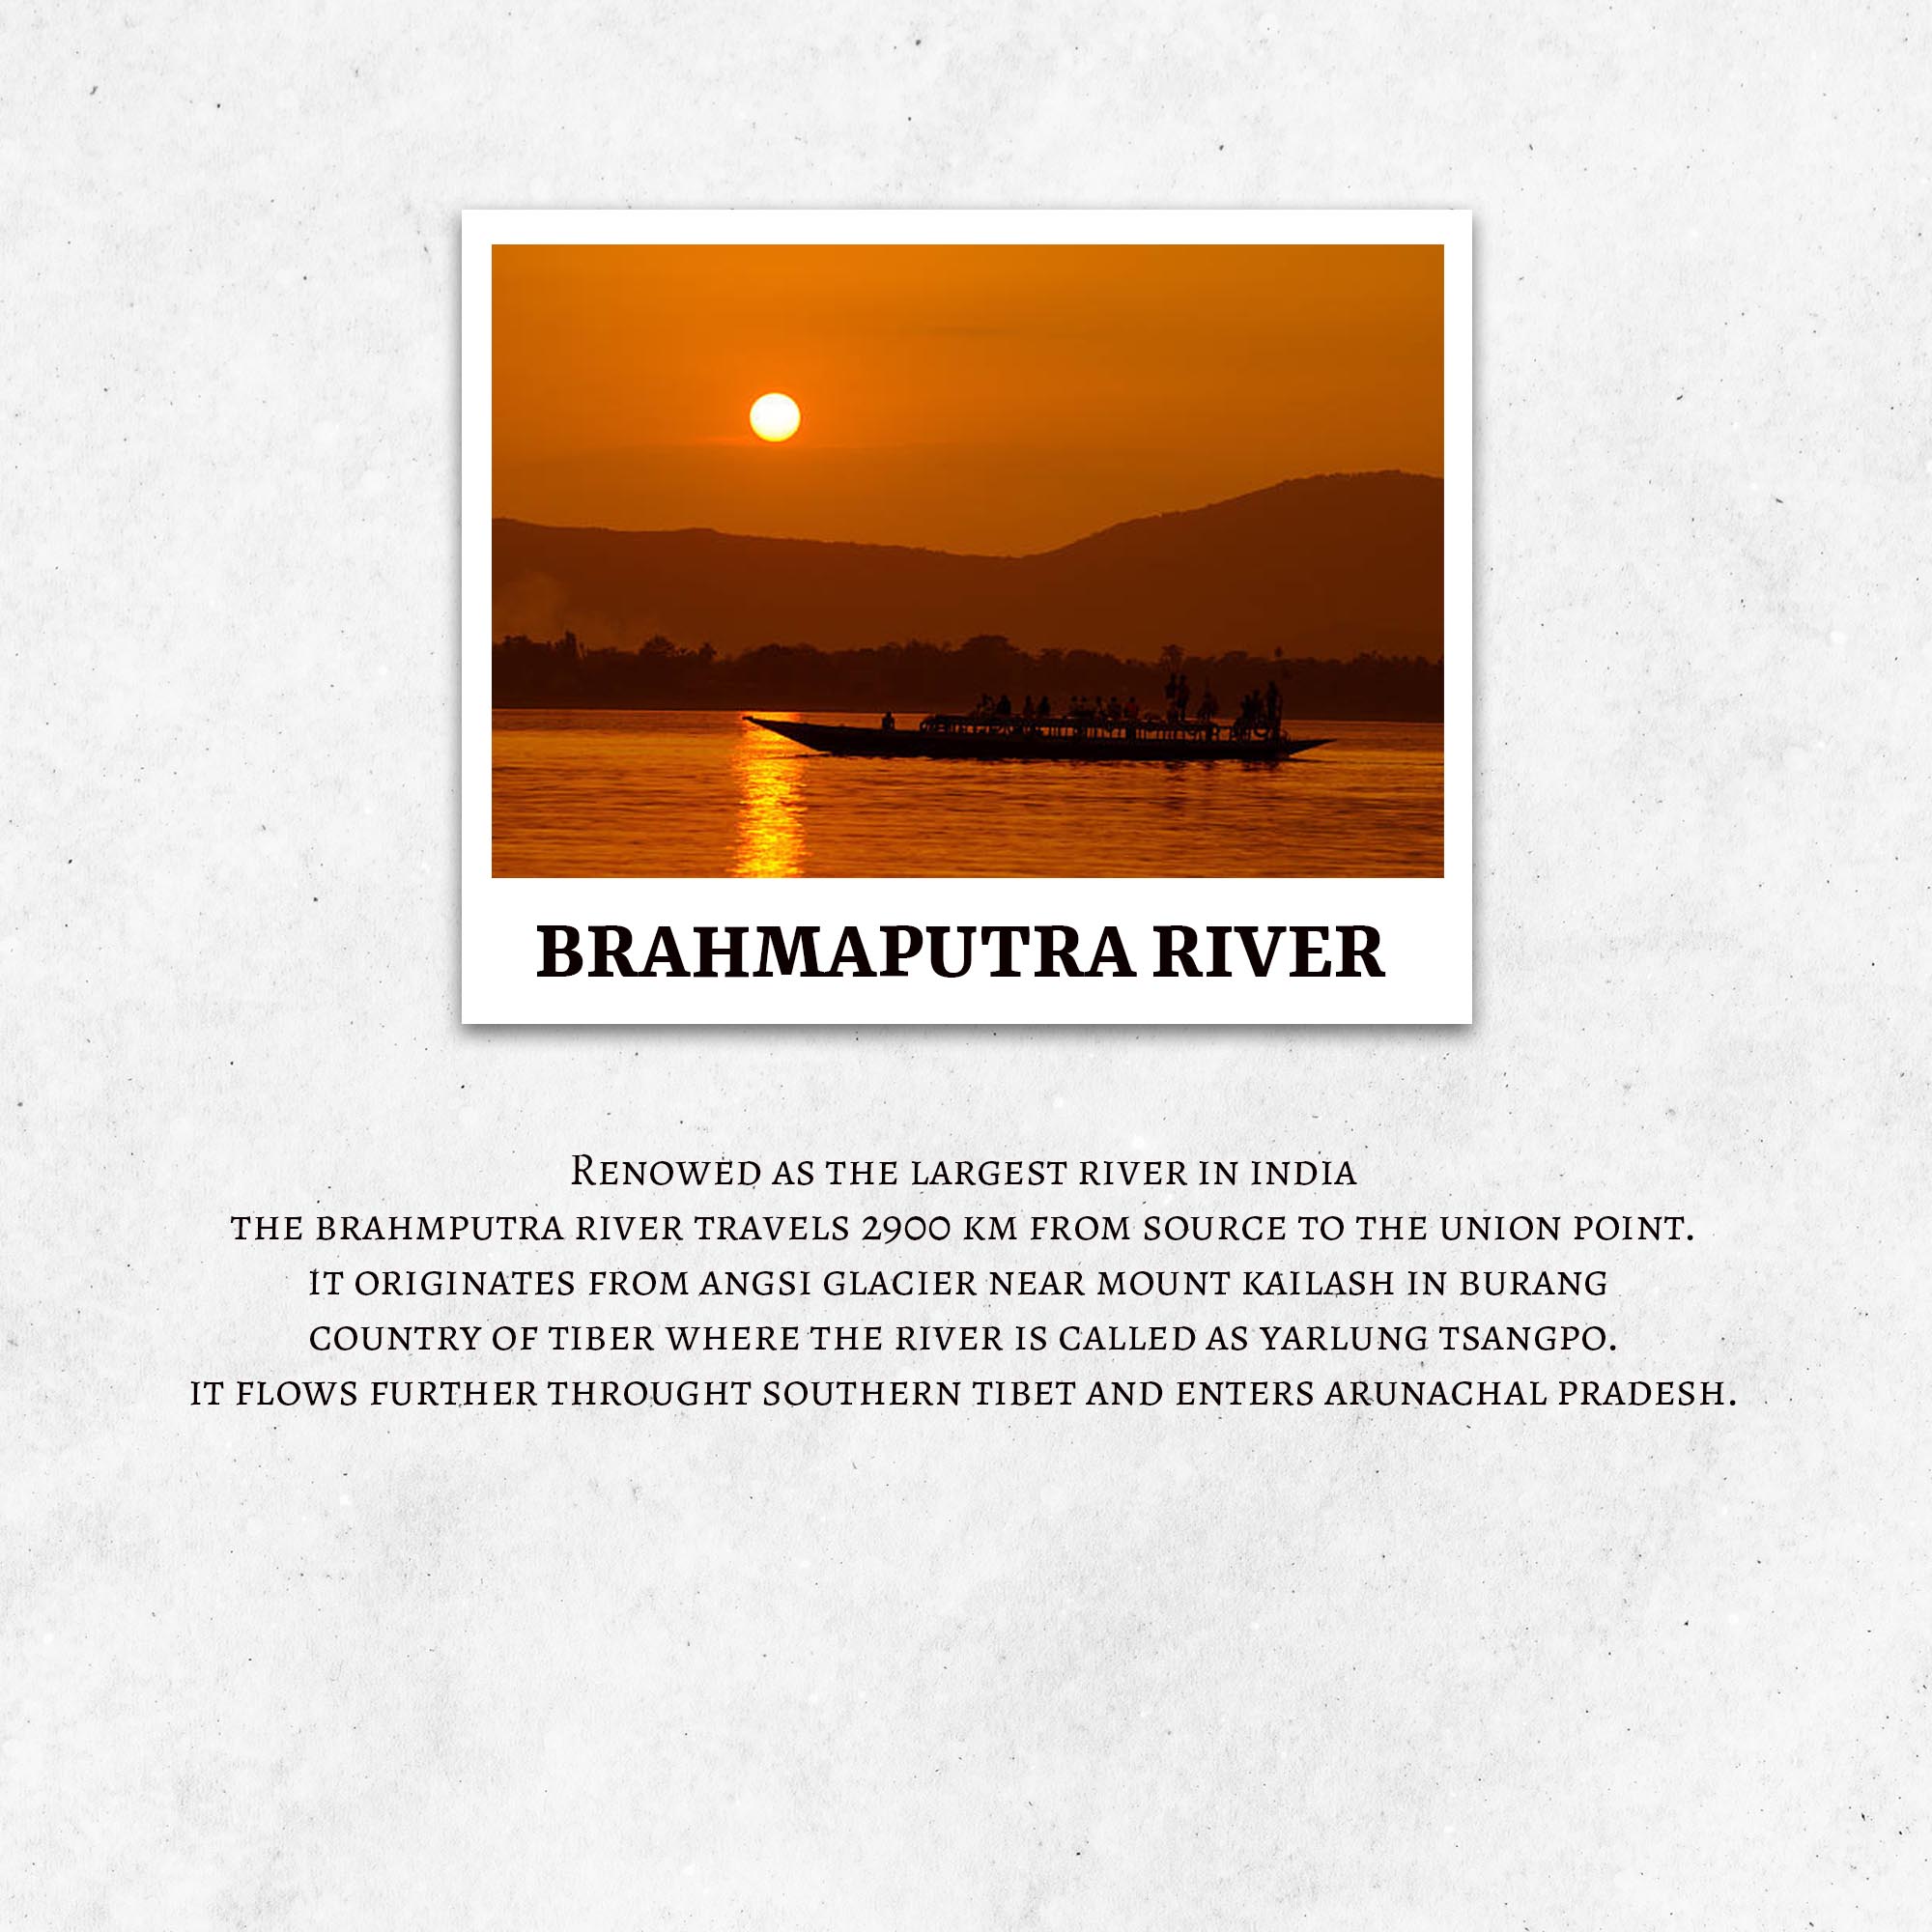 BRAHMAPUTRA RIVER
Renowed as the largest river in india
the brahmputra river travels 2900 km from source to the union point.
it originates from angsi glacier near mount kailash in burang
country of tiber where the river is called as yarlung tsangpo.
it flows further throught southern tibet and enters arunachal pradesh.